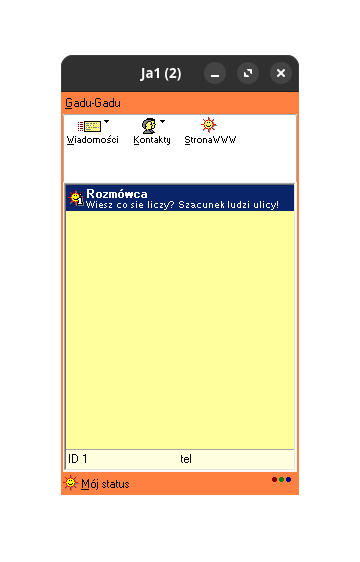 Ja1 (2)
Gadu-Gadu
Wiadomości Kontakty StronaWWW
Rozmówca
Wiesz co sie liczy? Szacunek ludzi ulicy!
ID 1 tel
Mój status